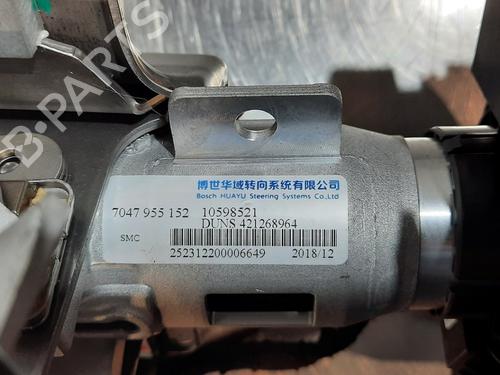 B-PARTS
博世华域转向系统有限公司
Bosch HUAYU Steering Systems Co.,Ltd
7047 955 152 10598521
DUNS 421268964
SMC
252312200006649 2018/12